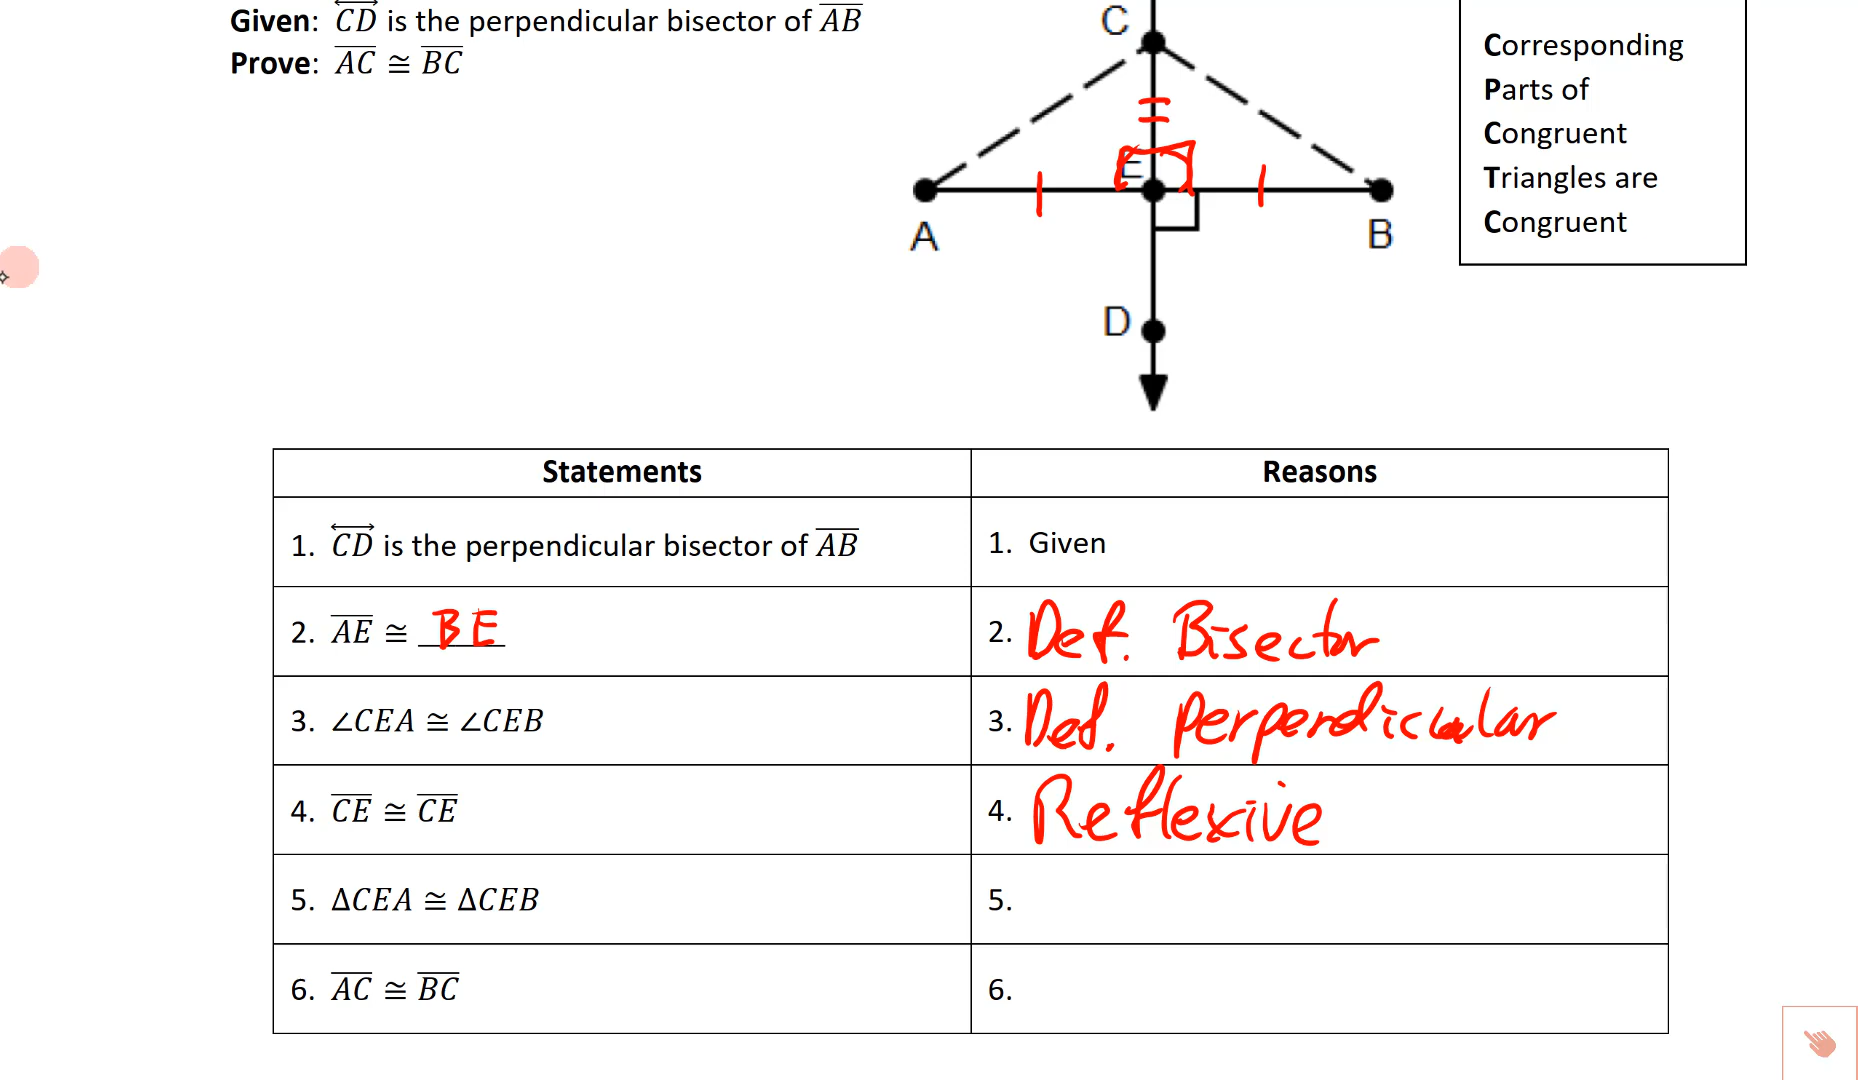 Given: CD is the perpendicular bisector of AB
Prove: AC ≅ BC
C
E
A
B
D
Corresponding
Parts of
Congruent
Triangles are
Congruent
Statements Reasons
1. CD is the perpendicular bisector of AB 1. Given
2. AE ≅ BE 2. Def. Bisector
3. ∠CEA ≅ ∠CEB 3. Def. perpendicular
4. CE ≅ CE 4. Reflexive
5. ΔCEA ≅ ΔCEB 5.
6. AC ≅ BC 6.